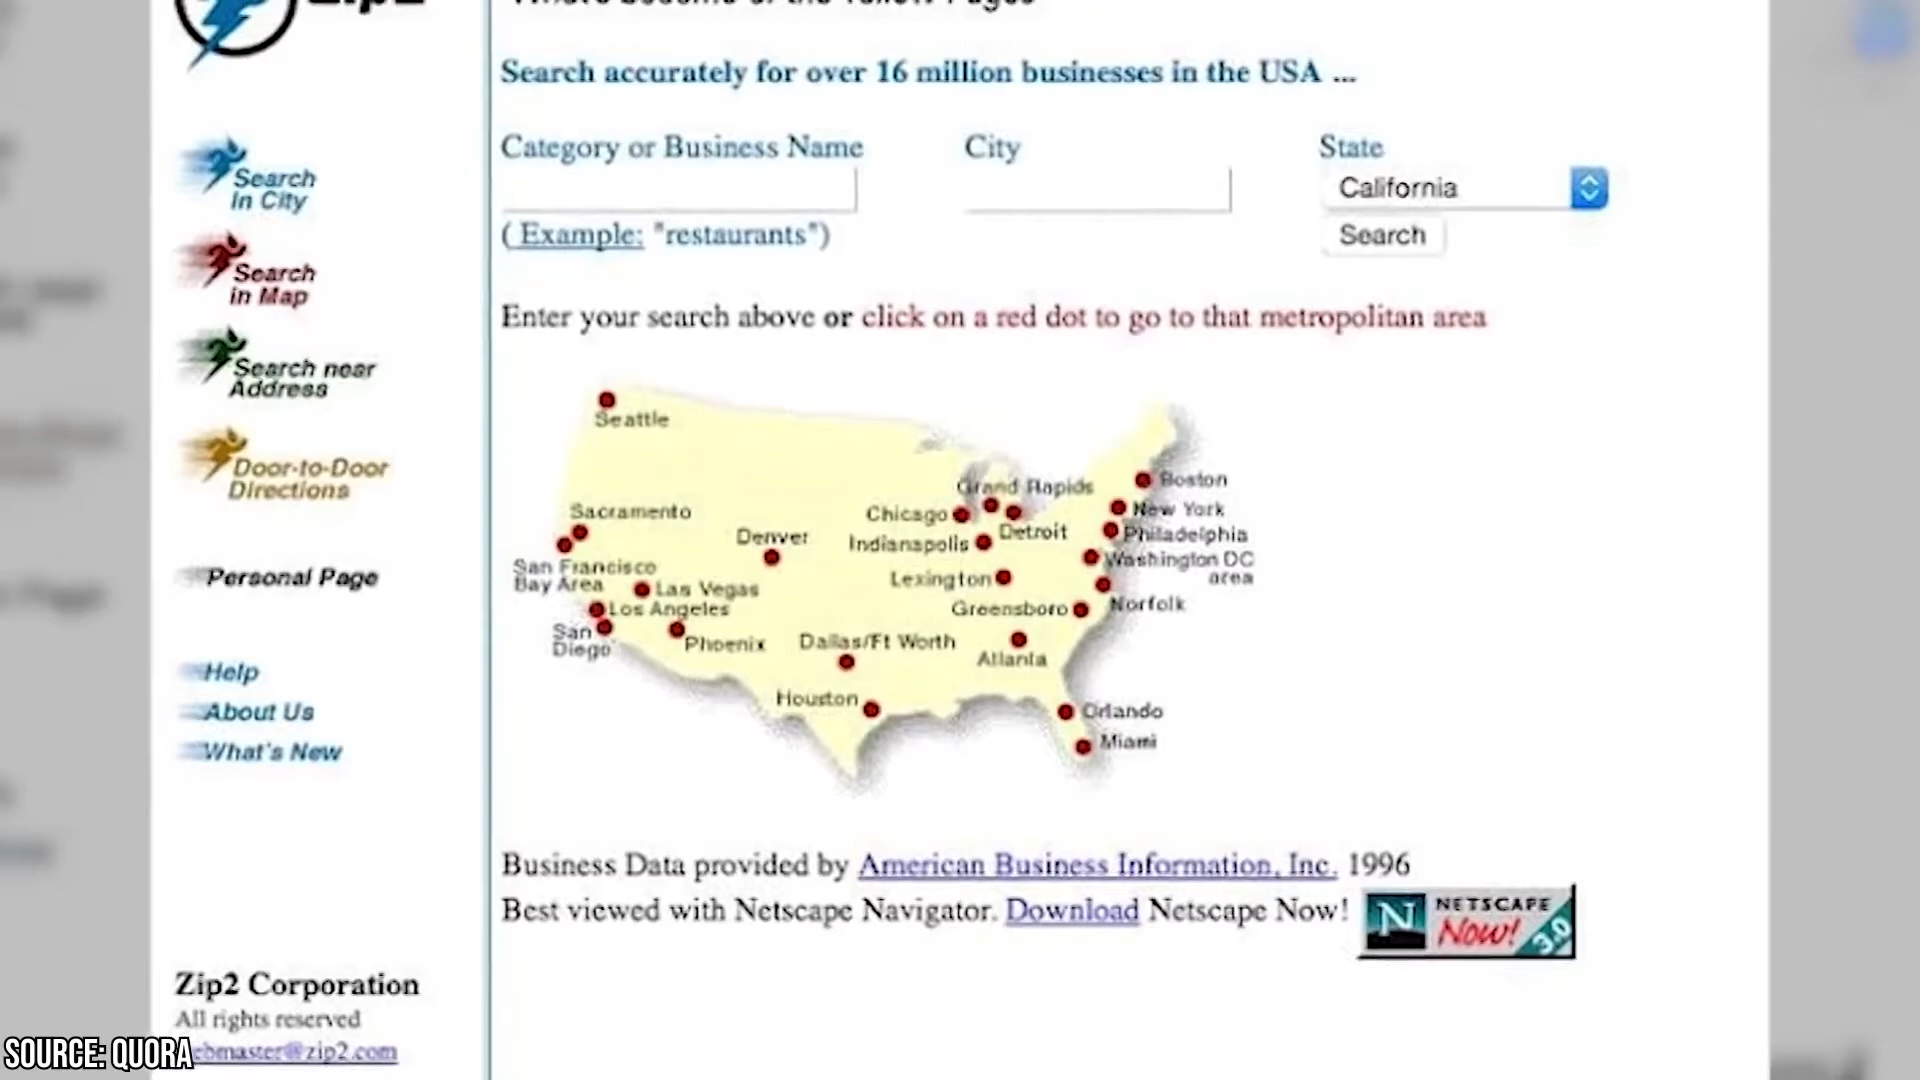 Zip2
Yellow Pages
Search accurately for over 16 million businesses in the USA ...
Category or Business Name
City
State
California
( Example: "restaurants")
Search
Enter your search above or click on a red dot to go to that metropolitan area
Search
in City
Search
in Map
Search near
Address
Door-to-Door
Directions
Personal Page
Help
About Us
What's New
Seattle
Sacramento
San Francisco
Bay Area
Las Vegas
Los Angeles
San
Diego
Phoenix
Denver
Dallas/Ft Worth
Houston
Grand Rapids
Chicago
Detroit
Indianapolis
Lexington
Greensboro
Atlanta
Boston
New York
Philadelphia
Washington DC
area
Norfolk
Orlando
Miami
Business Data provided by American Business Information, Inc. 1996
Best viewed with Netscape Navigator. Download Netscape Now!
N NETSCAPE
Now! 3.0
Zip2 Corporation
All rights reserved
ebmaster@zip2.com
SOURCE: QUORA